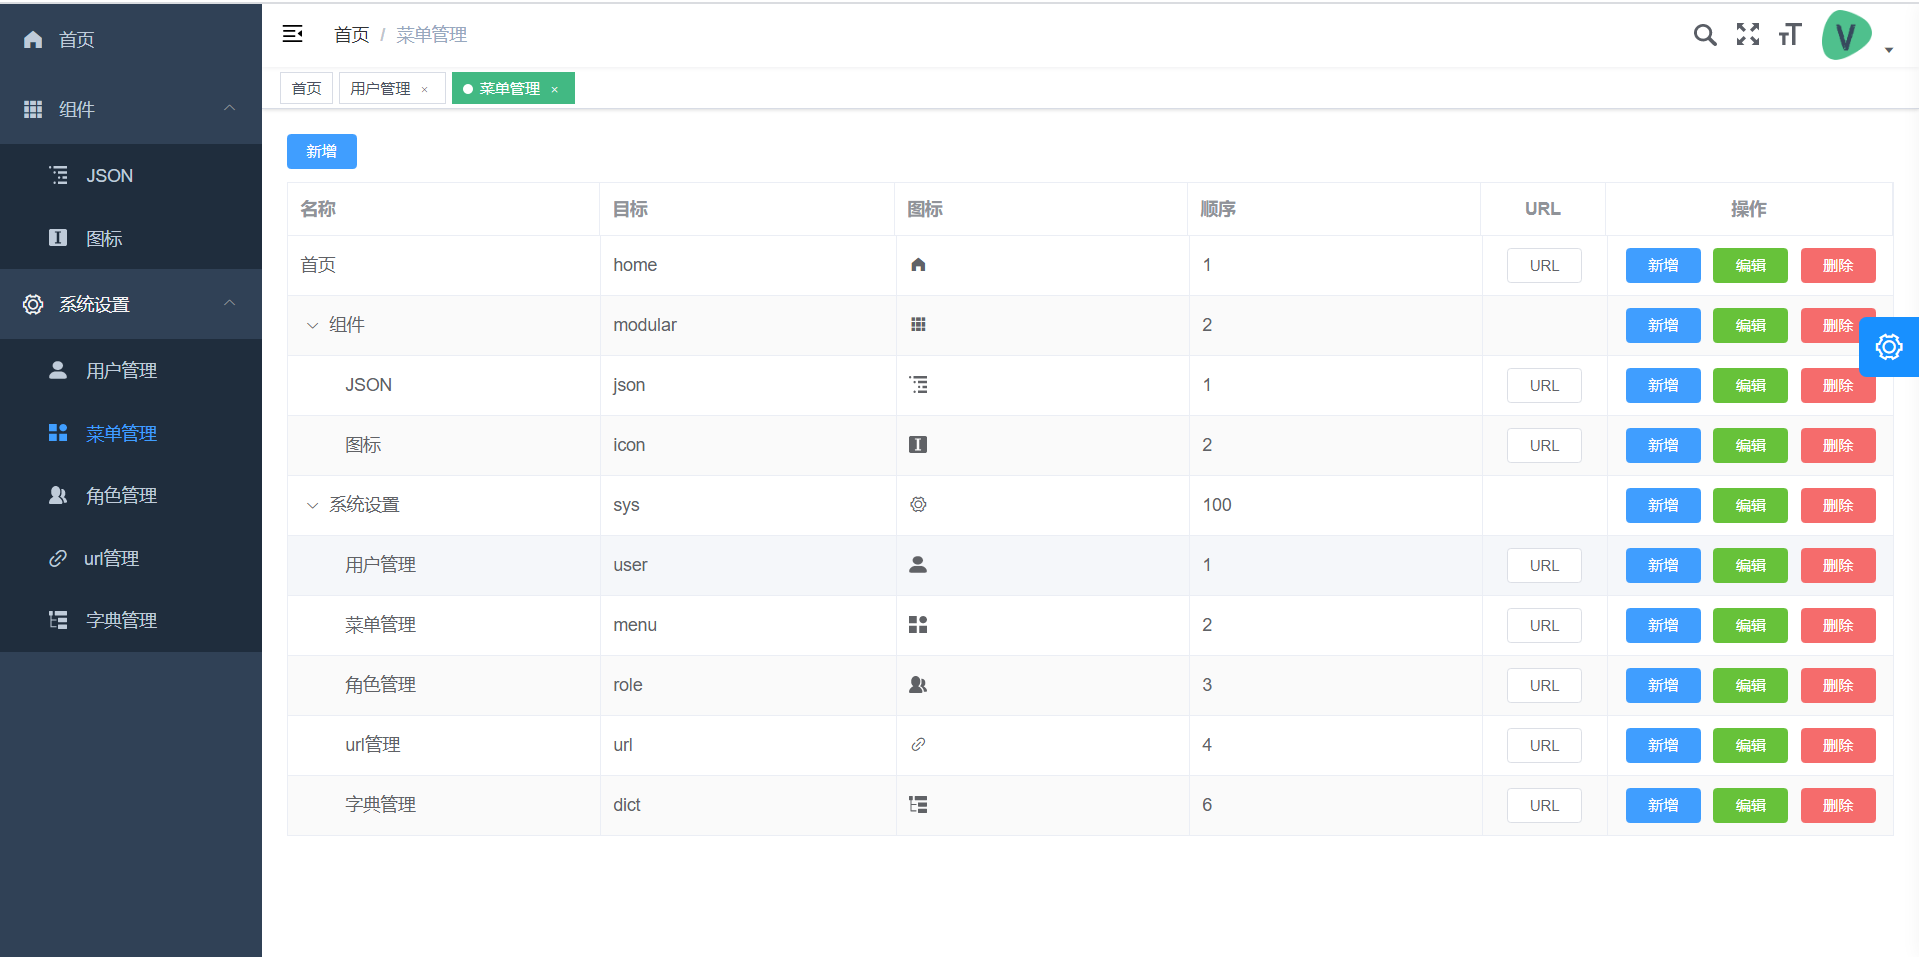 首页
组件
JSON
图标
系统设置
用户管理
菜单管理
角色管理
url管理
字典管理
首页 / 菜单管理
首页 用户管理 × 菜单管理 ×
新增
名称 目标 图标 顺序 URL 操作
首页 home 1 URL 新增 编辑 删除
组件 modular 2 新增 编辑 删除
JSON json 1 URL 新增 编辑 删除
图标 icon 2 URL 新增 编辑 删除
系统设置 sys 100 新增 编辑 删除
用户管理 user 1 URL 新增 编辑 删除
菜单管理 menu 2 URL 新增 编辑 删除
角色管理 role 3 URL 新增 编辑 删除
url管理 url 4 URL 新增 编辑 删除
字典管理 dict 6 URL 新增 编辑 删除